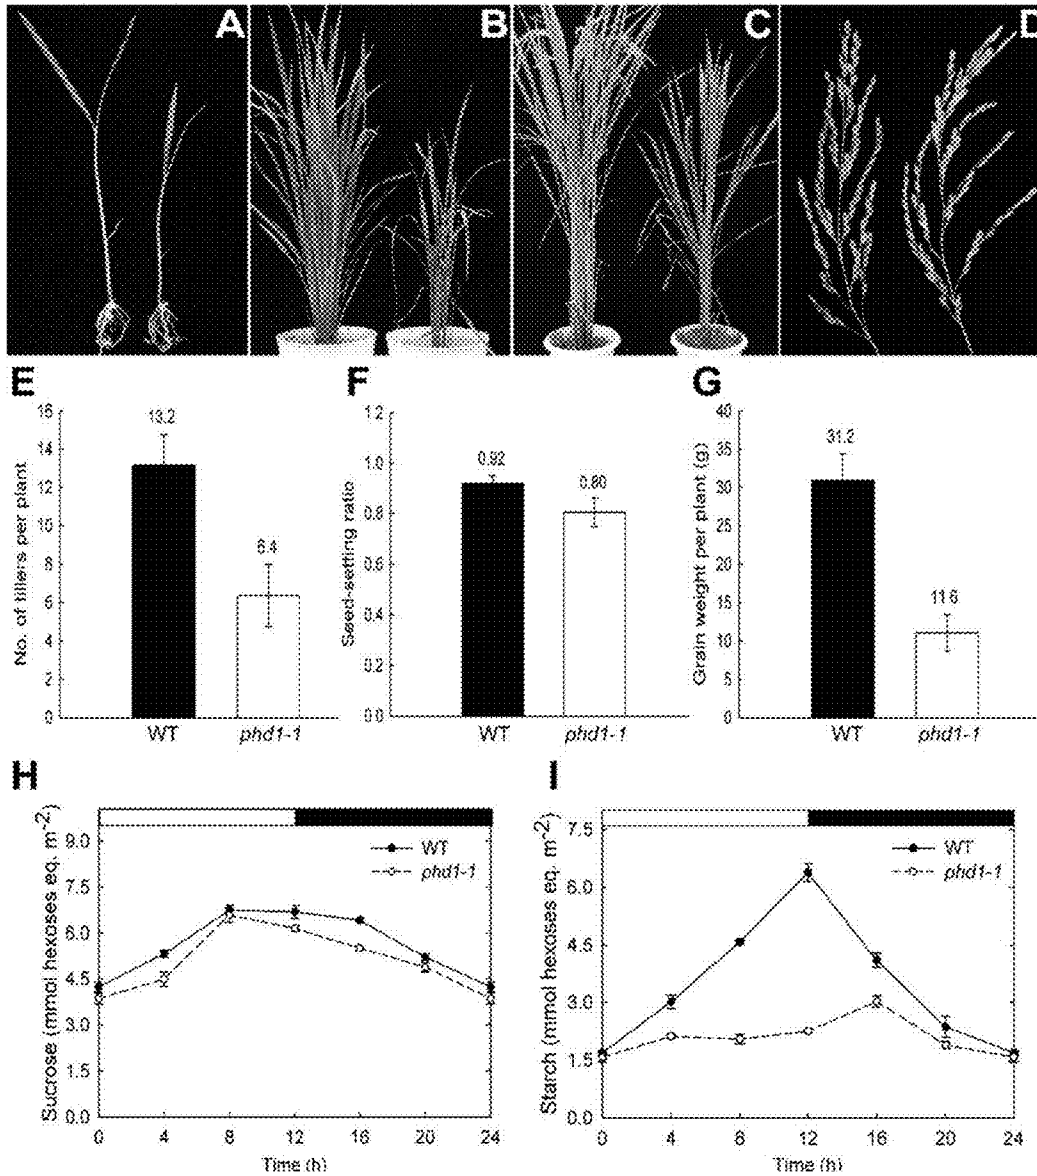 A B C D
E F G
No. of tillers per plant
16
14
12
10
8
6
4
2
0
13.2
6.4
WT phd1-1
Seed-setting ratio
1.2
1.0
0.8
0.6
0.4
0.2
0.0
0.92
0.80
WT phd1-1
Grain weight per plant (g)
40
35
30
25
20
15
10
5
0
31.2
11.6
WT phd1-1
H I
Sucrose (mmol hexoses eq. m-2)
9.0
7.5
6.0
4.5
3.0
1.5
0.0
WT
phd1-1
0 4 8 12 16 20 24
Time (h)
Starch (mmol hexoses eq. m-2)
7.5
6.0
4.5
3.0
1.5
0.0
WT
phd1-1
0 4 8 12 16 20 24
Time (h)